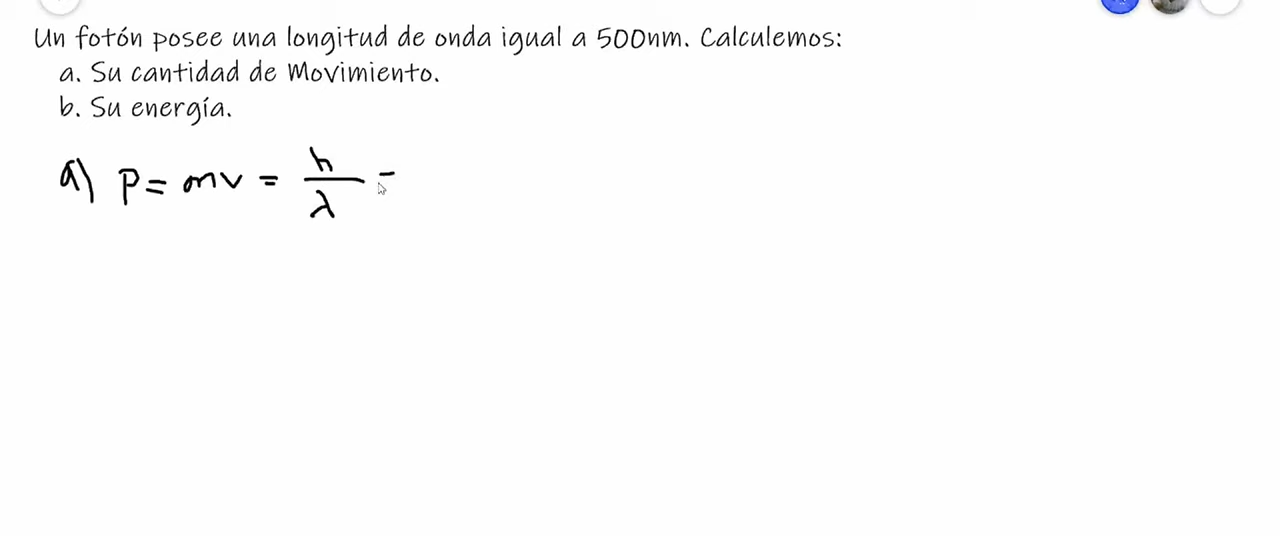 Un fotón posee una longitud de onda igual a 500nm. Calculemos:
a. Su cantidad de Movimiento.
b. Su energía.
a) P = mv = h/λ =